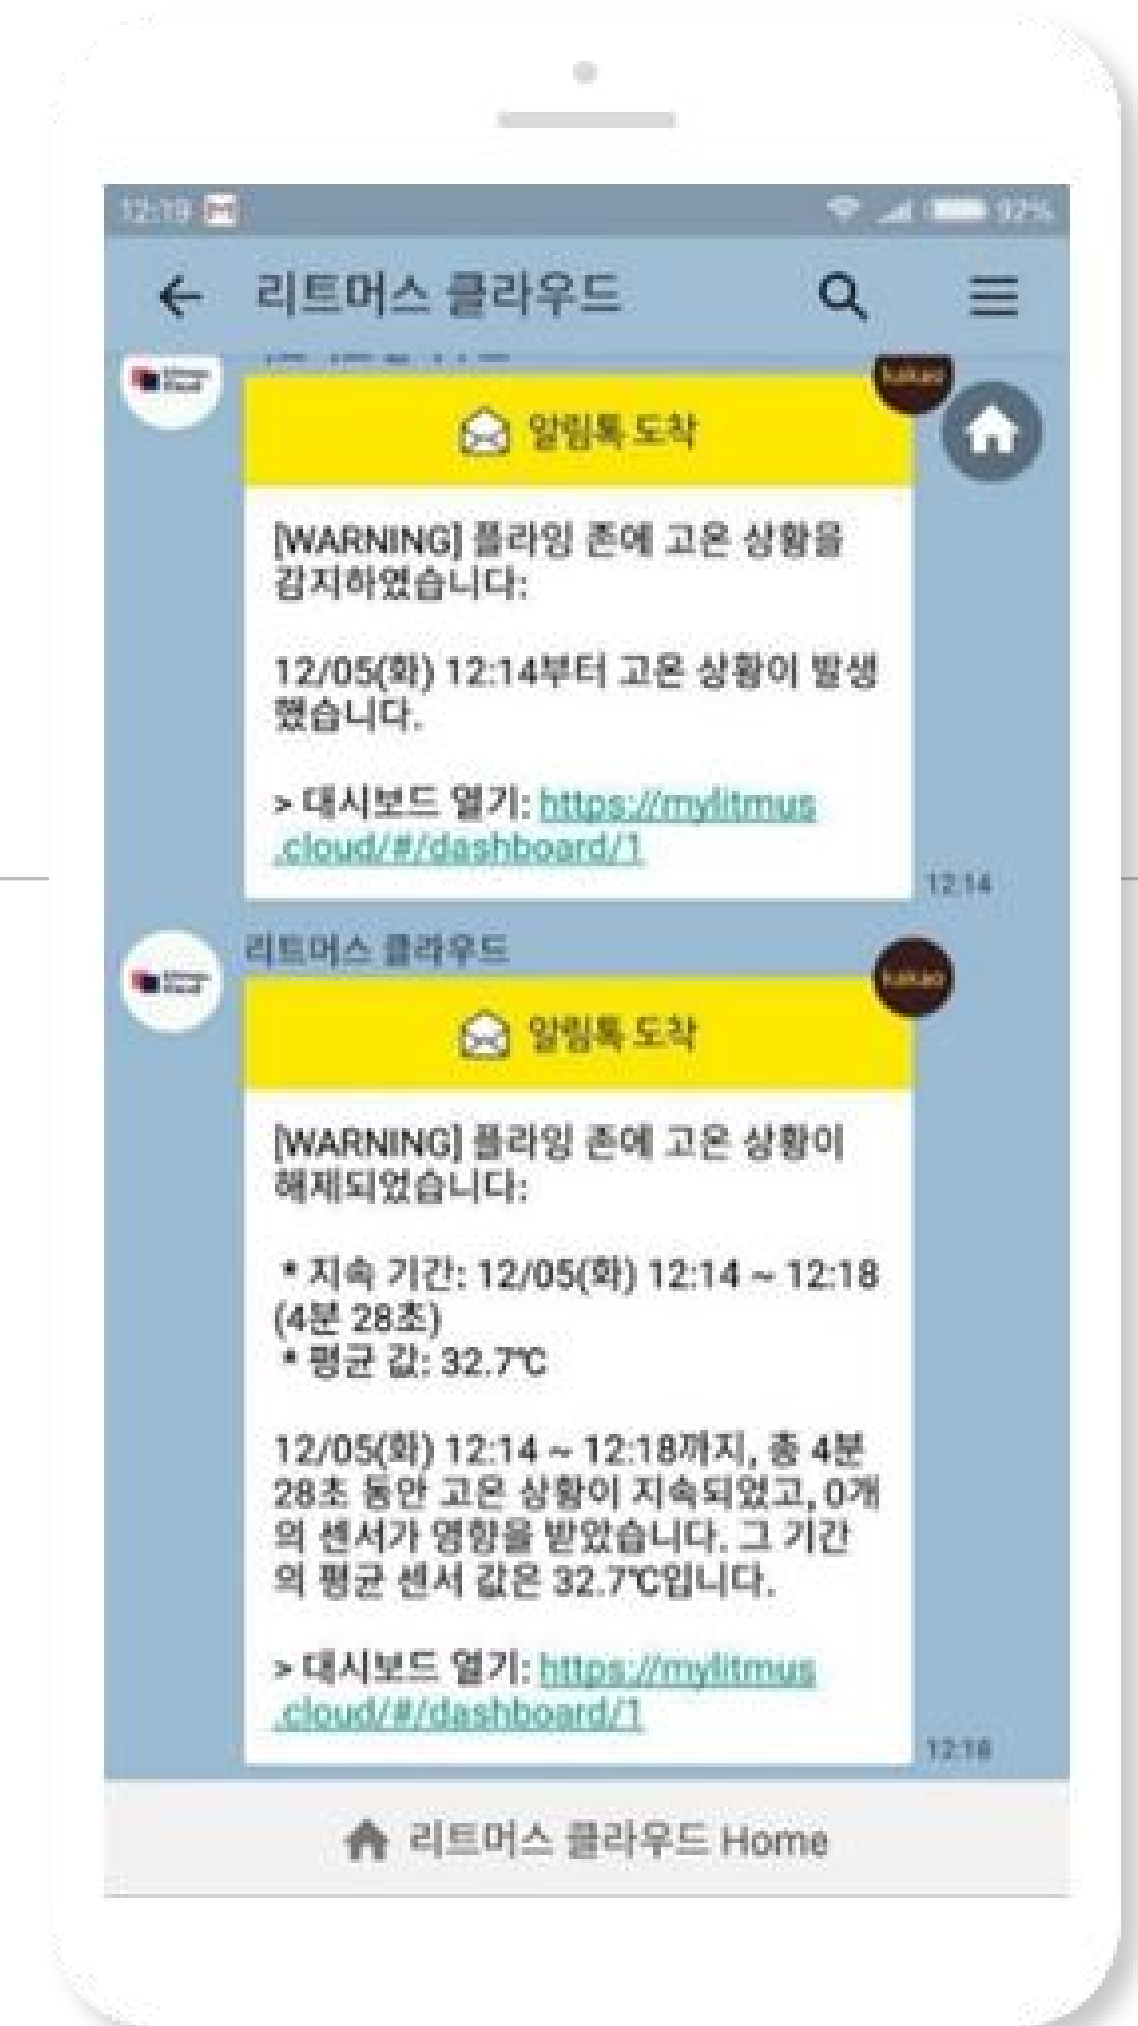 12:19
92%
리트머스 클라우드
kakao
알림톡 도착
[WARNING] 플라잉 존에 고온 상황을
감지하였습니다:
12/05(화) 12:14부터 고온 상황이 발생
했습니다.
> 대시보드 열기: https://mylitmus
.cloud/#/dashboard/1
12:14
리트머스 클라우드
kakao
알림톡 도착
[WARNING] 플라잉 존에 고온 상황이
해제되었습니다:
* 지속 기간: 12/05(화) 12:14 ~ 12:18
(4분 28초)
* 평균 값: 32.7℃
12/05(화) 12:14 ~ 12:18까지, 총 4분
28초 동안 고온 상황이 지속되었고, 0개
의 센서가 영향을 받았습니다. 그 기간
의 평균 센서 값은 32.7℃입니다.
> 대시보드 열기: https://mylitmus
.cloud/#/dashboard/1
12:18
리트머스 클라우드 Home